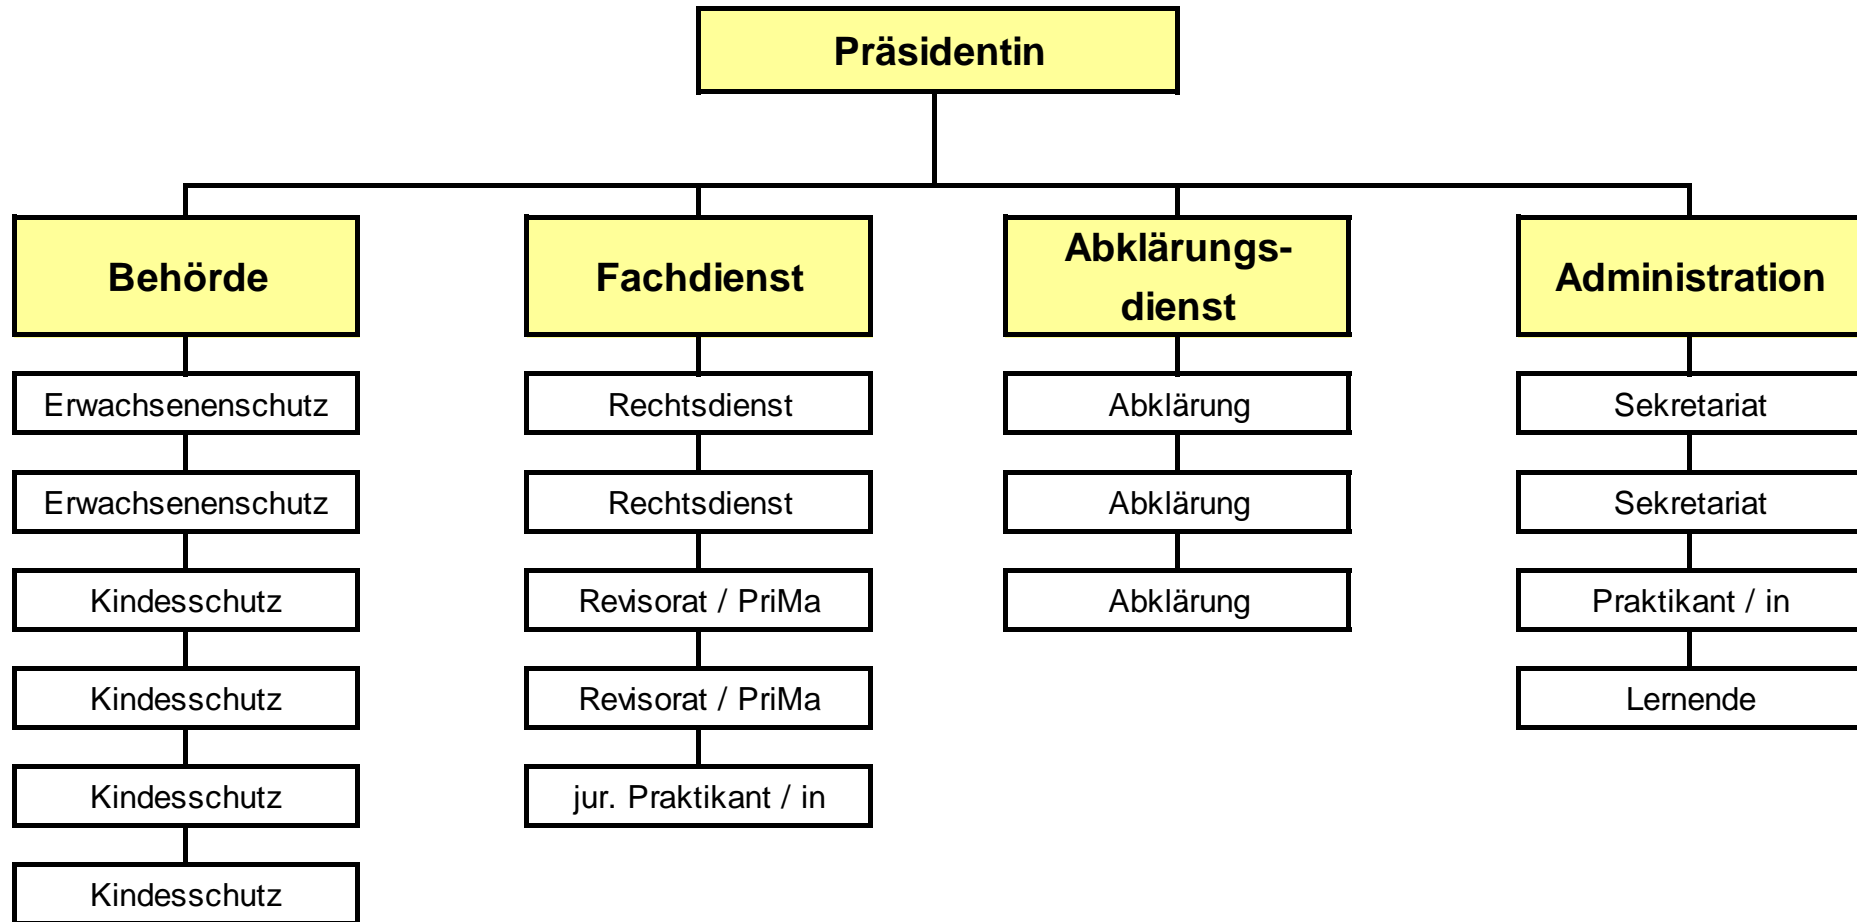 Präsidentin
Behörde
Fachdienst
Abklärungs-
dienst
Administration
Erwachsenenschutz
Rechtsdienst
Abklärung
Sekretariat
Erwachsenenschutz
Rechtsdienst
Abklärung
Sekretariat
Kindesschutz
Revisorat / PriMa
Abklärung
Praktikant / in
Kindesschutz
Revisorat / PriMa
Lernende
Kindesschutz
jur. Praktikant / in
Kindesschutz